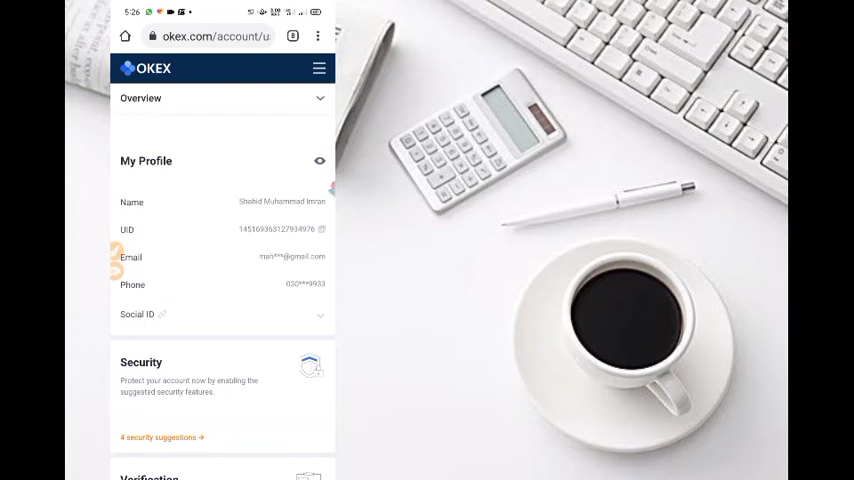 5:26
okex.com/account/u
8
OKEX
Overview
My Profile
Name Shahid Muhammad Imran
UID 145169363127934976
Email mah***@gmail.com
Phone 030***9933
Social ID
Security
Protect your account now by enabling the
suggested security features.
4 security suggestions →
Verification